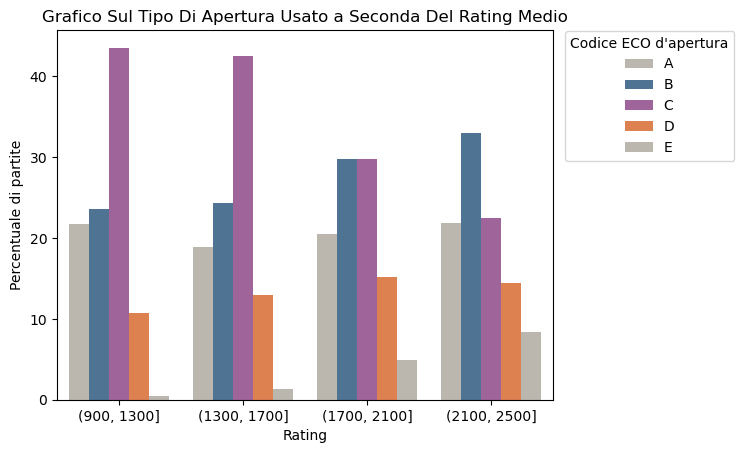 Grafico Sul Tipo Di Apertura Usato a Seconda Del Rating Medio
Codice ECO d'apertura
A
B
C
D
E
Percentuale di partite
40
30
20
10
0
(900, 1300]
(1300, 1700]
(1700, 2100]
(2100, 2500]
Rating